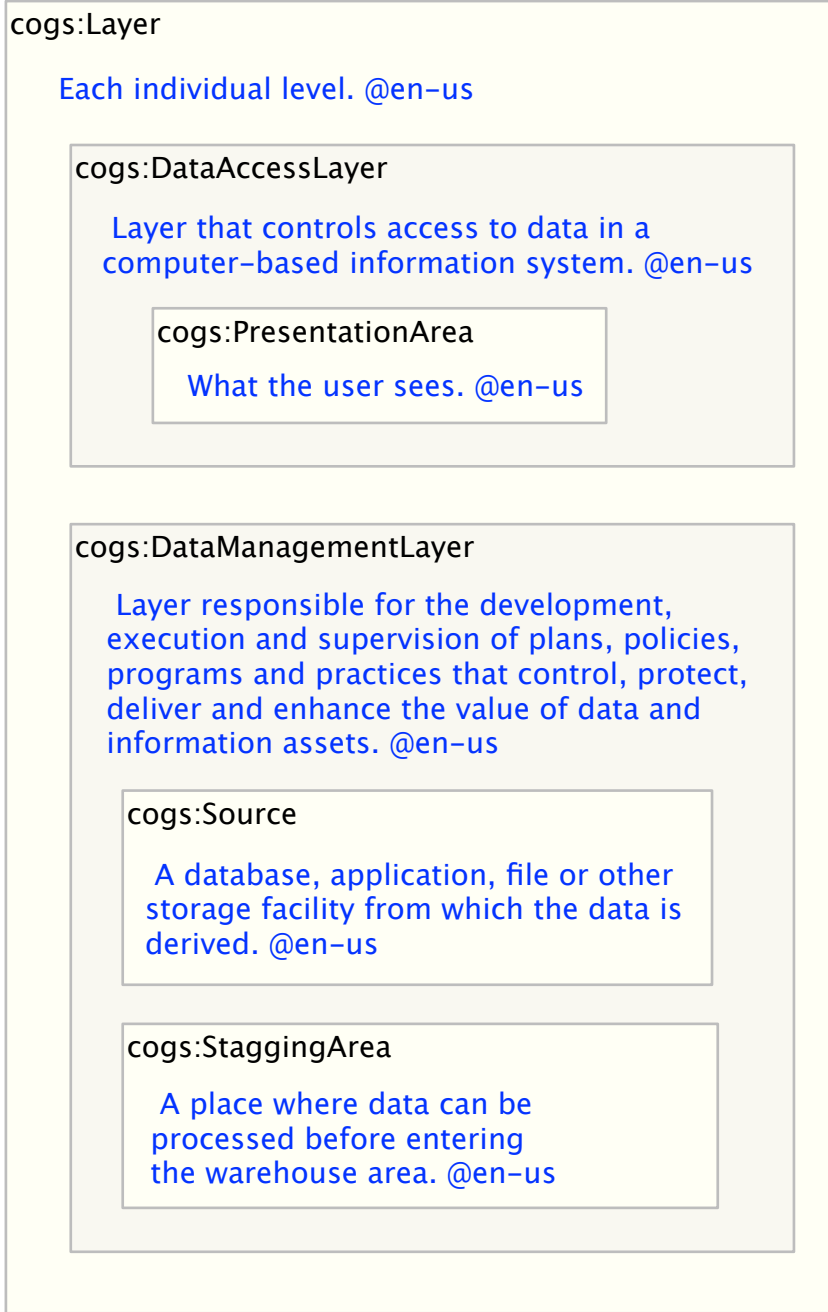 cogs:Layer
Each individual level. @en-us
cogs:DataAccessLayer
Layer that controls access to data in a
computer-based information system. @en-us
cogs:PresentationArea
What the user sees. @en-us
cogs:DataManagementLayer
Layer responsible for the development,
execution and supervision of plans, policies,
programs and practices that control, protect,
deliver and enhance the value of data and
information assets. @en-us
cogs:Source
A database, application, file or other
storage facility from which the data is
derived. @en-us
cogs:StaggingArea
A place where data can be
processed before entering
the warehouse area. @en-us